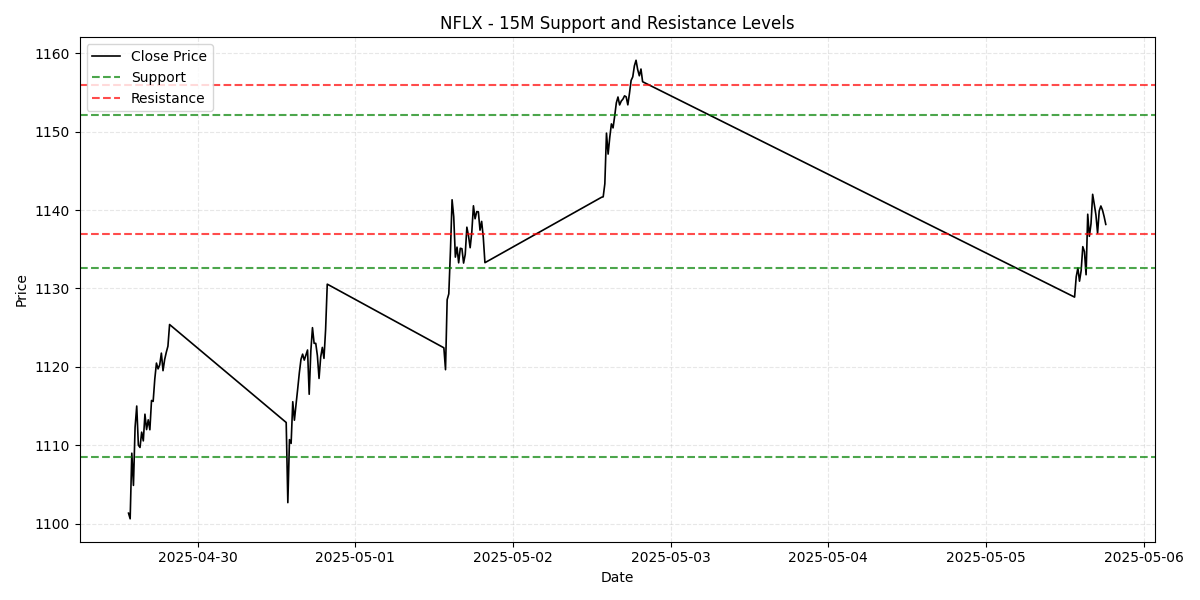 NFLX - 15M Support and Resistance Levels
Close Price
Support
Resistance
Price
1160
1150
1140
1130
1120
1110
1100
2025-04-30
2025-05-01
2025-05-02
2025-05-03
2025-05-04
2025-05-05
2025-05-06
Date